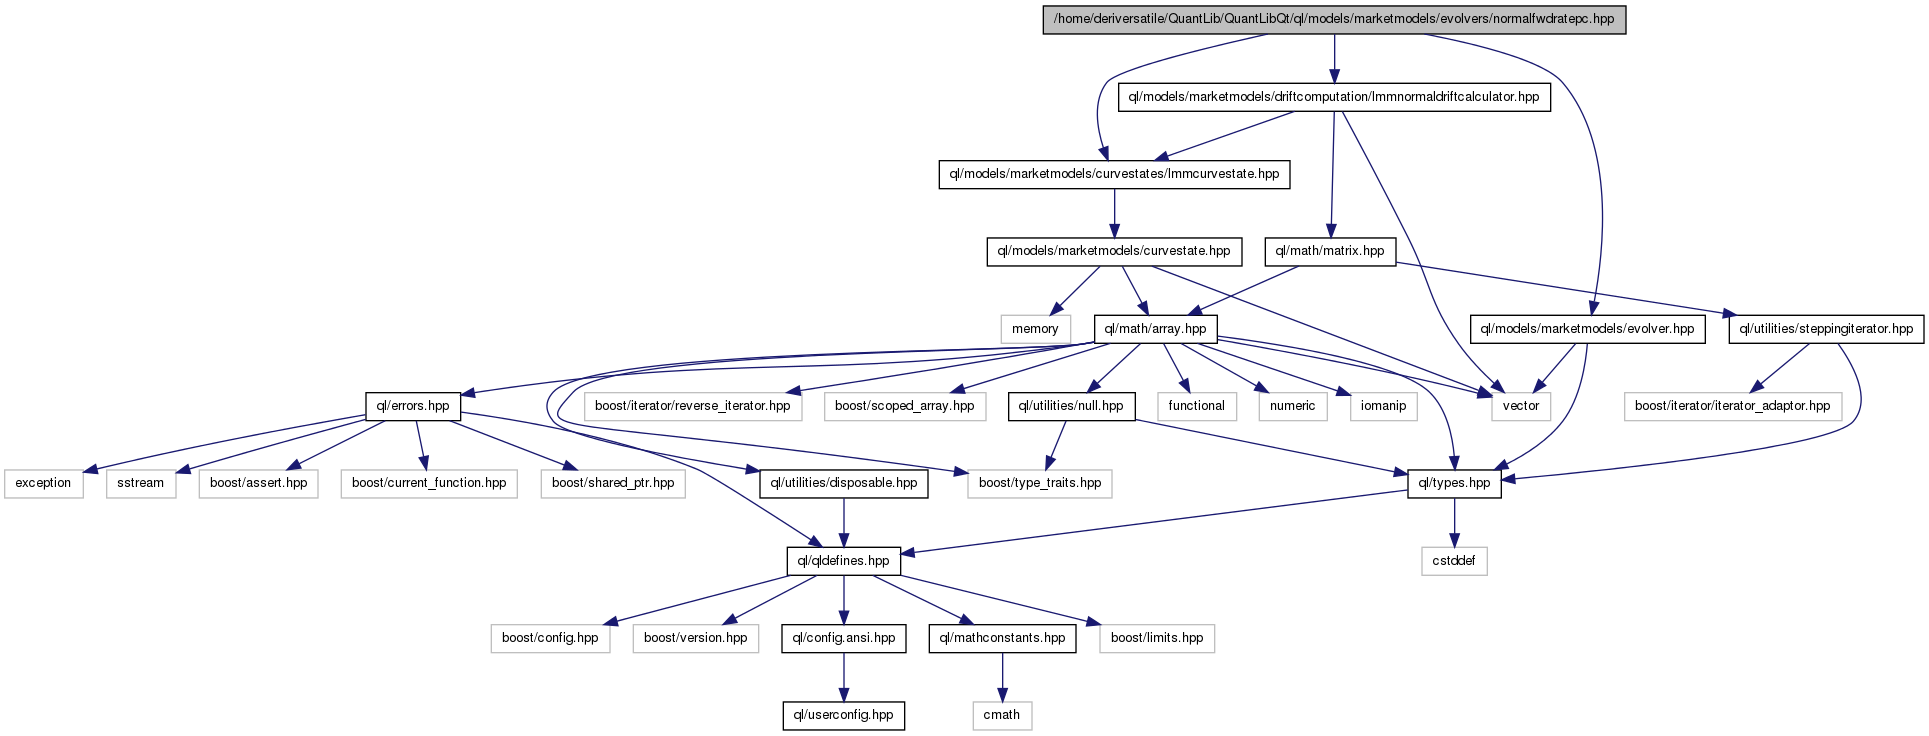 /home/deriversatile/QuantLib/QuantLibQt/ql/models/marketmodels/evolvers/normalfwdratepc.hpp
ql/models/marketmodels/driftcomputation/lmmnormaldriftcalculator.hpp
ql/models/marketmodels/curvestates/lmmcurvestate.hpp
ql/models/marketmodels/curvestate.hpp
ql/math/matrix.hpp
memory
ql/math/array.hpp
ql/models/marketmodels/evolver.hpp
ql/utilities/steppingiterator.hpp
ql/errors.hpp
boost/iterator/reverse_iterator.hpp
boost/scoped_array.hpp
ql/utilities/null.hpp
functional
numeric
iomanip
vector
boost/iterator/iterator_adaptor.hpp
exception
sstream
boost/assert.hpp
boost/current_function.hpp
boost/shared_ptr.hpp
ql/utilities/disposable.hpp
boost/type_traits.hpp
ql/types.hpp
ql/qldefines.hpp
cstddef
boost/config.hpp
boost/version.hpp
ql/config.ansi.hpp
ql/mathconstants.hpp
boost/limits.hpp
ql/userconfig.hpp
cmath